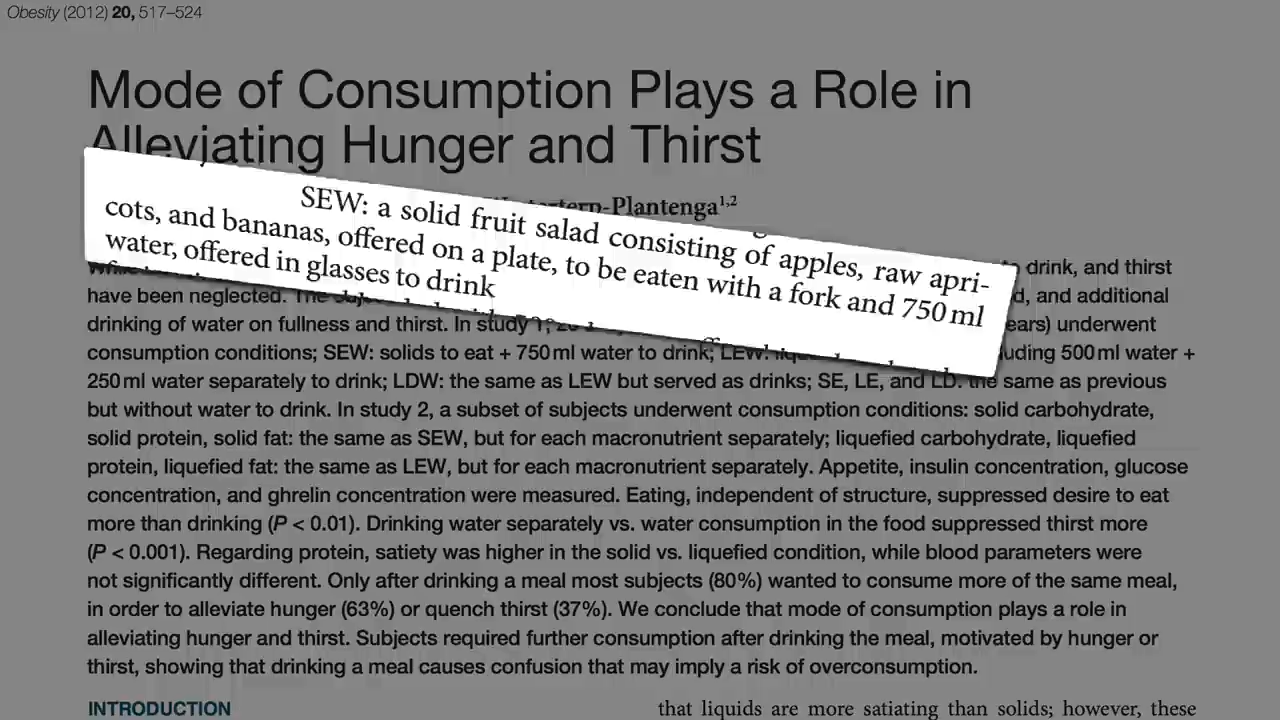 Obesity (2012) 20, 517–524
Mode of Consumption Plays a Role in
Alleviating Hunger and Thirst
-Plantenga1,2
SEW: a solid fruit salad consisting of apples, raw apri-
cots, and bananas, offered on a plate, to be eaten with a fork and 750 ml
water, offered in glasses to drink
drink, and thirst
have been neglected. The and additional
drinking of water on fullness and thirst. In study underwent
consumption conditions; SEW: solids to eat + 750 ml water to drink; LEW: 500 ml water +
250 ml water separately to drink; LDW: the same as LEW but served as drinks; SE, LE, and LD: the same as previous
but without water to drink. In study 2, a subset of subjects underwent consumption conditions: solid carbohydrate,
solid protein, solid fat: the same as SEW, but for each macronutrient separately; liquefied carbohydrate, liquefied
protein, liquefied fat: the same as LEW, but for each macronutrient separately. Appetite, insulin concentration, glucose
concentration, and ghrelin concentration were measured. Eating, independent of structure, suppressed desire to eat
more than drinking (P < 0.01). Drinking water separately vs. water consumption in the food suppressed thirst more
(P < 0.001). Regarding protein, satiety was higher in the solid vs. liquefied condition, while blood parameters were
not significantly different. Only after drinking a meal most subjects (80%) wanted to consume more of the same meal,
in order to alleviate hunger (63%) or quench thirst (37%). We conclude that mode of consumption plays a role in
alleviating hunger and thirst. Subjects required further consumption after drinking the meal, motivated by hunger or
thirst, showing that drinking a meal causes confusion that may imply a risk of overconsumption.
INTRODUCTION
that liquids are more satiating than solids; however, these